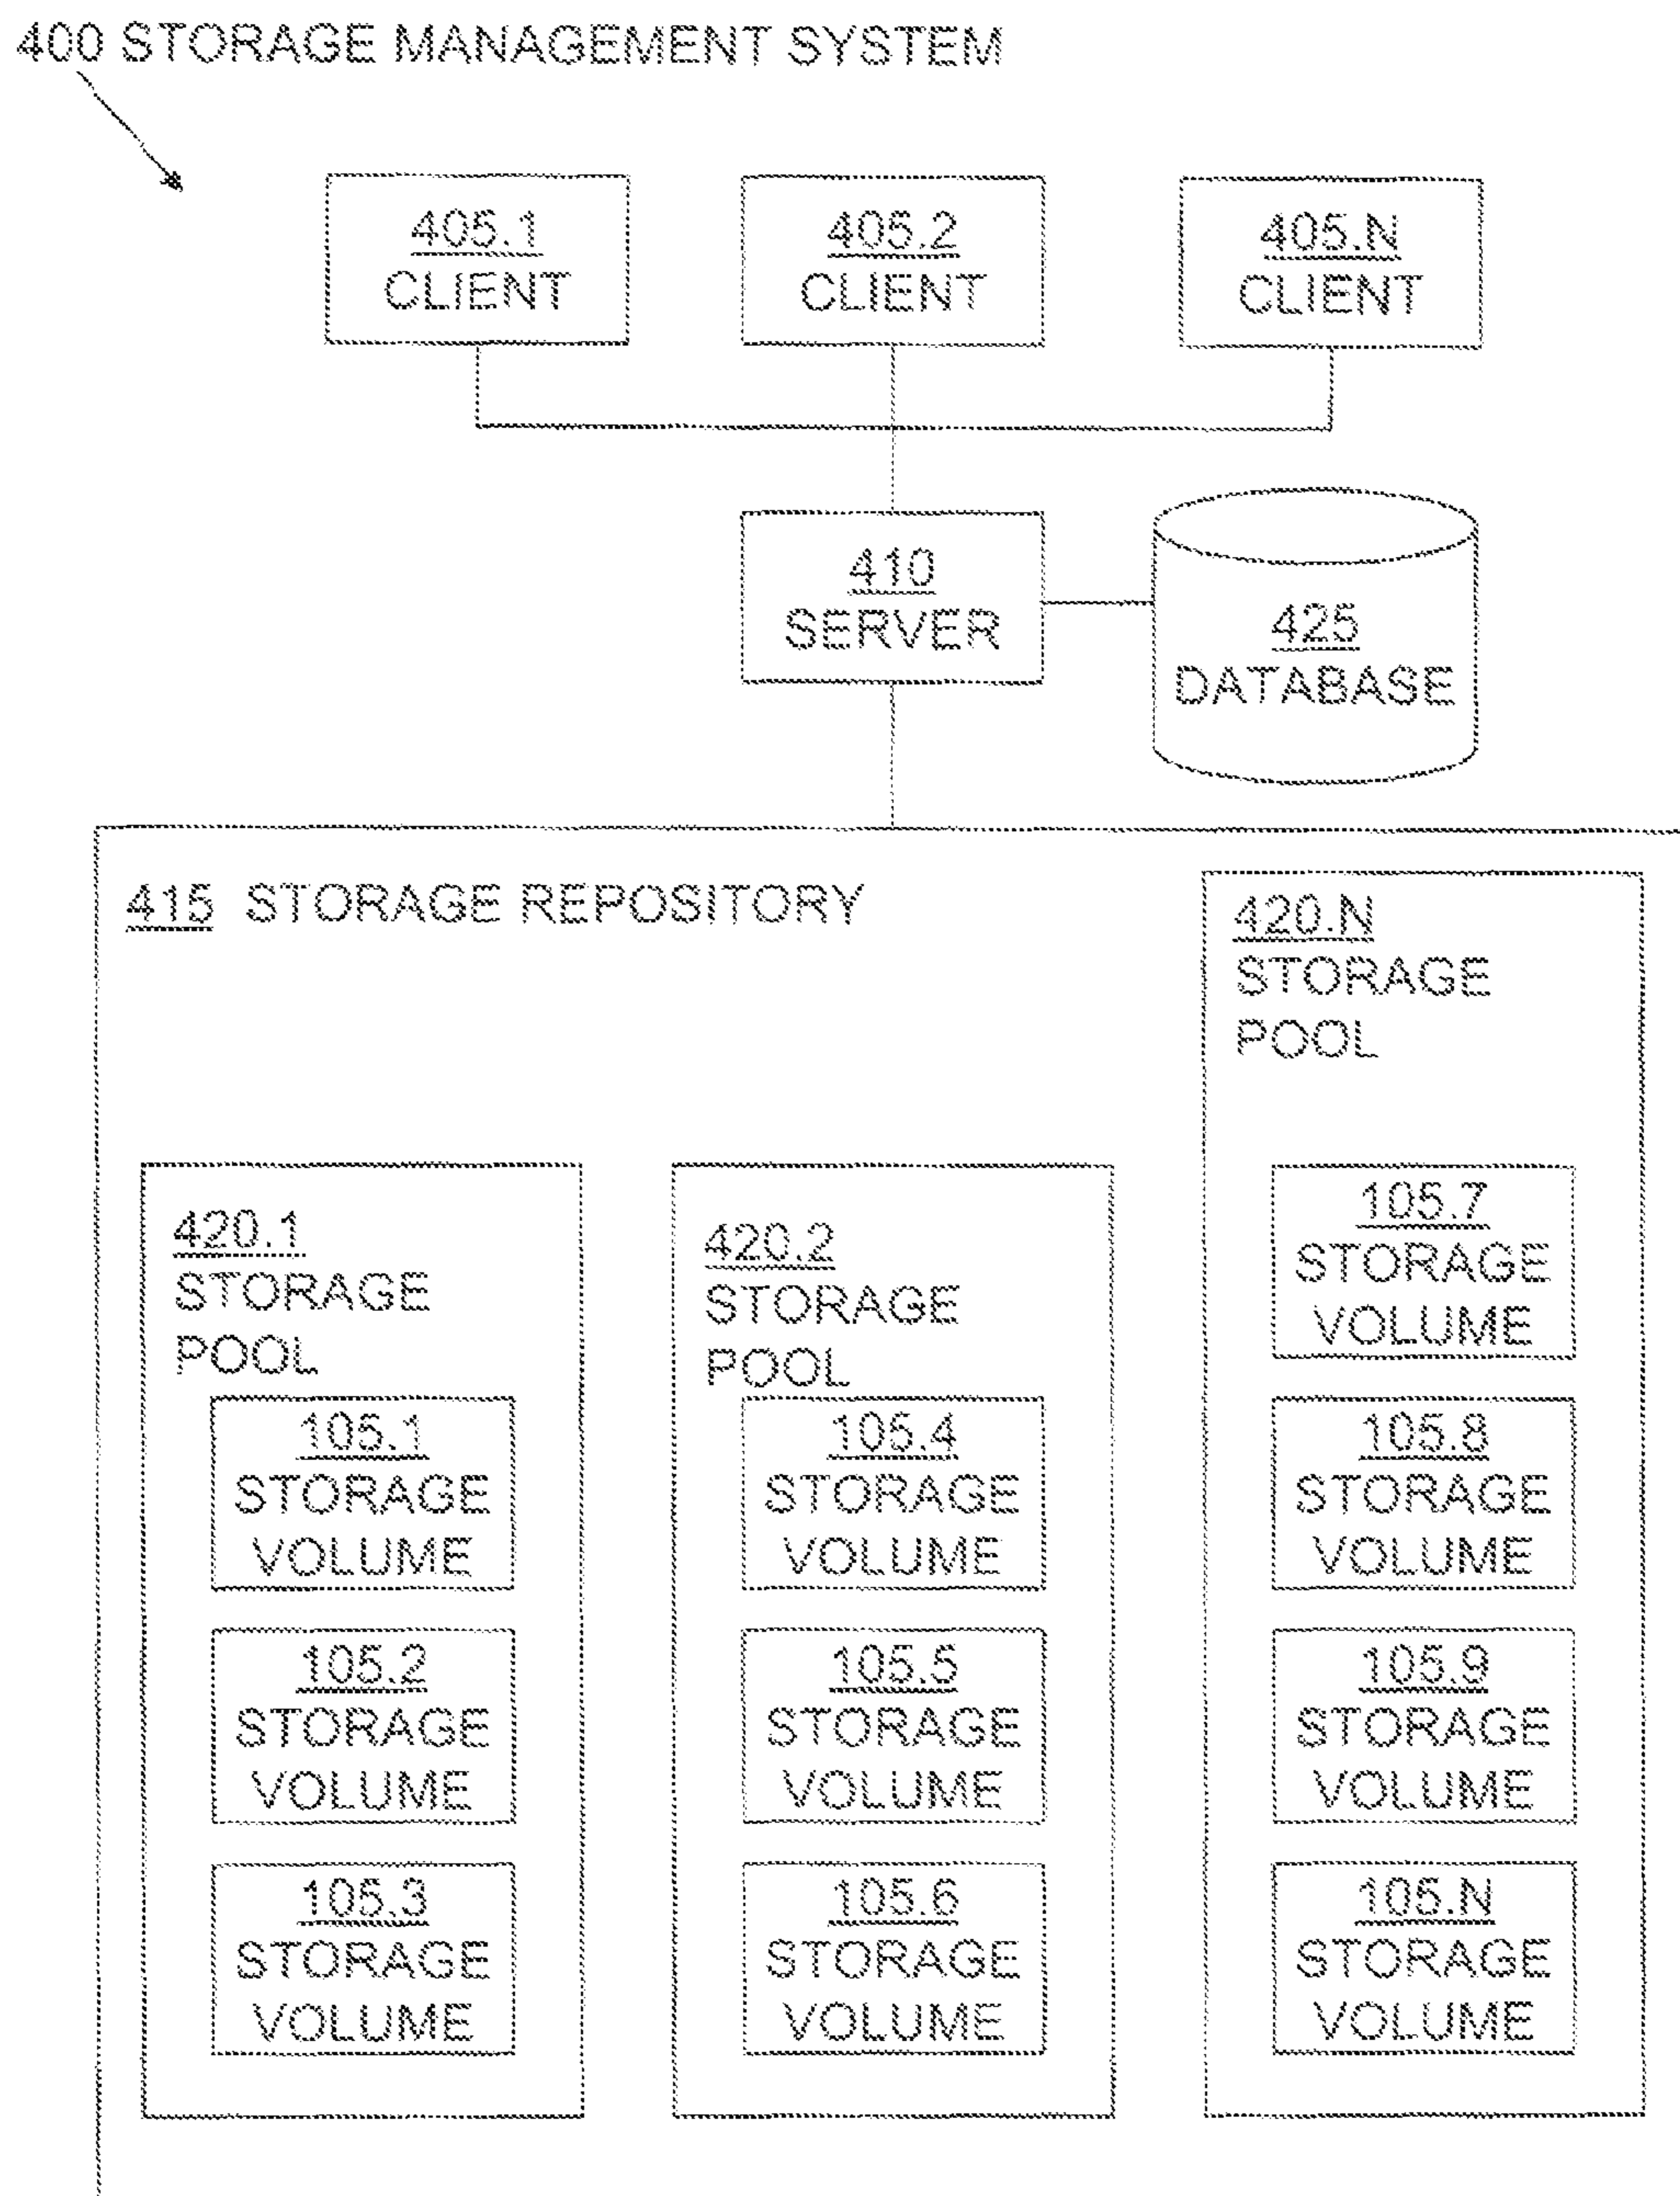 400 STORAGE MANAGEMENT SYSTEM
405.1
CLIENT
405.2
CLIENT
405.N
CLIENT
410
SERVER
425
DATABASE
415 STORAGE REPOSITORY
420.1
STORAGE
POOL
105.1
STORAGE
VOLUME
105.2
STORAGE
VOLUME
105.3
STORAGE
VOLUME
420.2
STORAGE
POOL
105.4
STORAGE
VOLUME
105.5
STORAGE
VOLUME
105.6
STORAGE
VOLUME
420.N
STORAGE
POOL
105.7
STORAGE
VOLUME
105.8
STORAGE
VOLUME
105.9
STORAGE
VOLUME
105.N
STORAGE
VOLUME